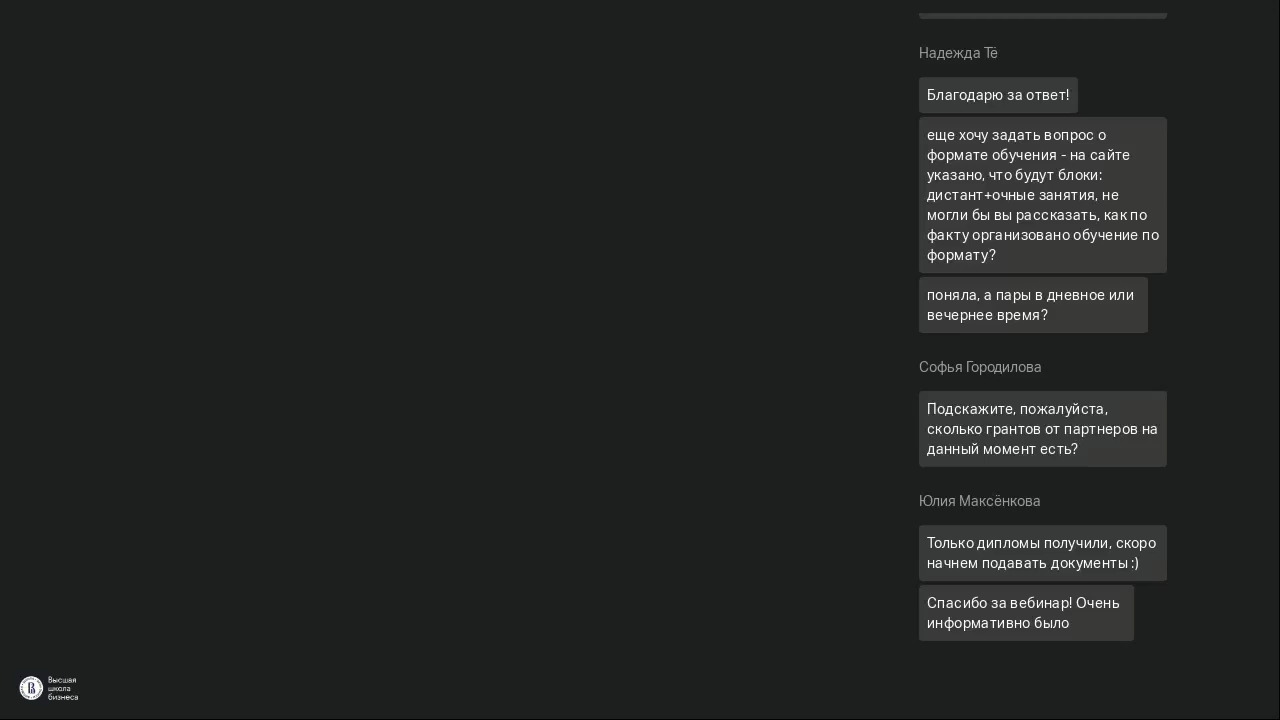 Надежда Тё
Благодарю за ответ!
еще хочу задать вопрос о
формате обучения - на сайте
указано, что будут блоки:
дистант+очные занятия, не
могли бы вы рассказать, как по
факту организовано обучение по
формату?
поняла, а пары в дневное или
вечернее время?
Софья Городилова
Подскажите, пожалуйста,
сколько грантов от партнеров на
данный момент есть?
Юлия Максёнкова
Только дипломы получили, скоро
начнем подавать документы :)
Спасибо за вебинар! Очень
информативно было
Высшая
школа
бизнеса